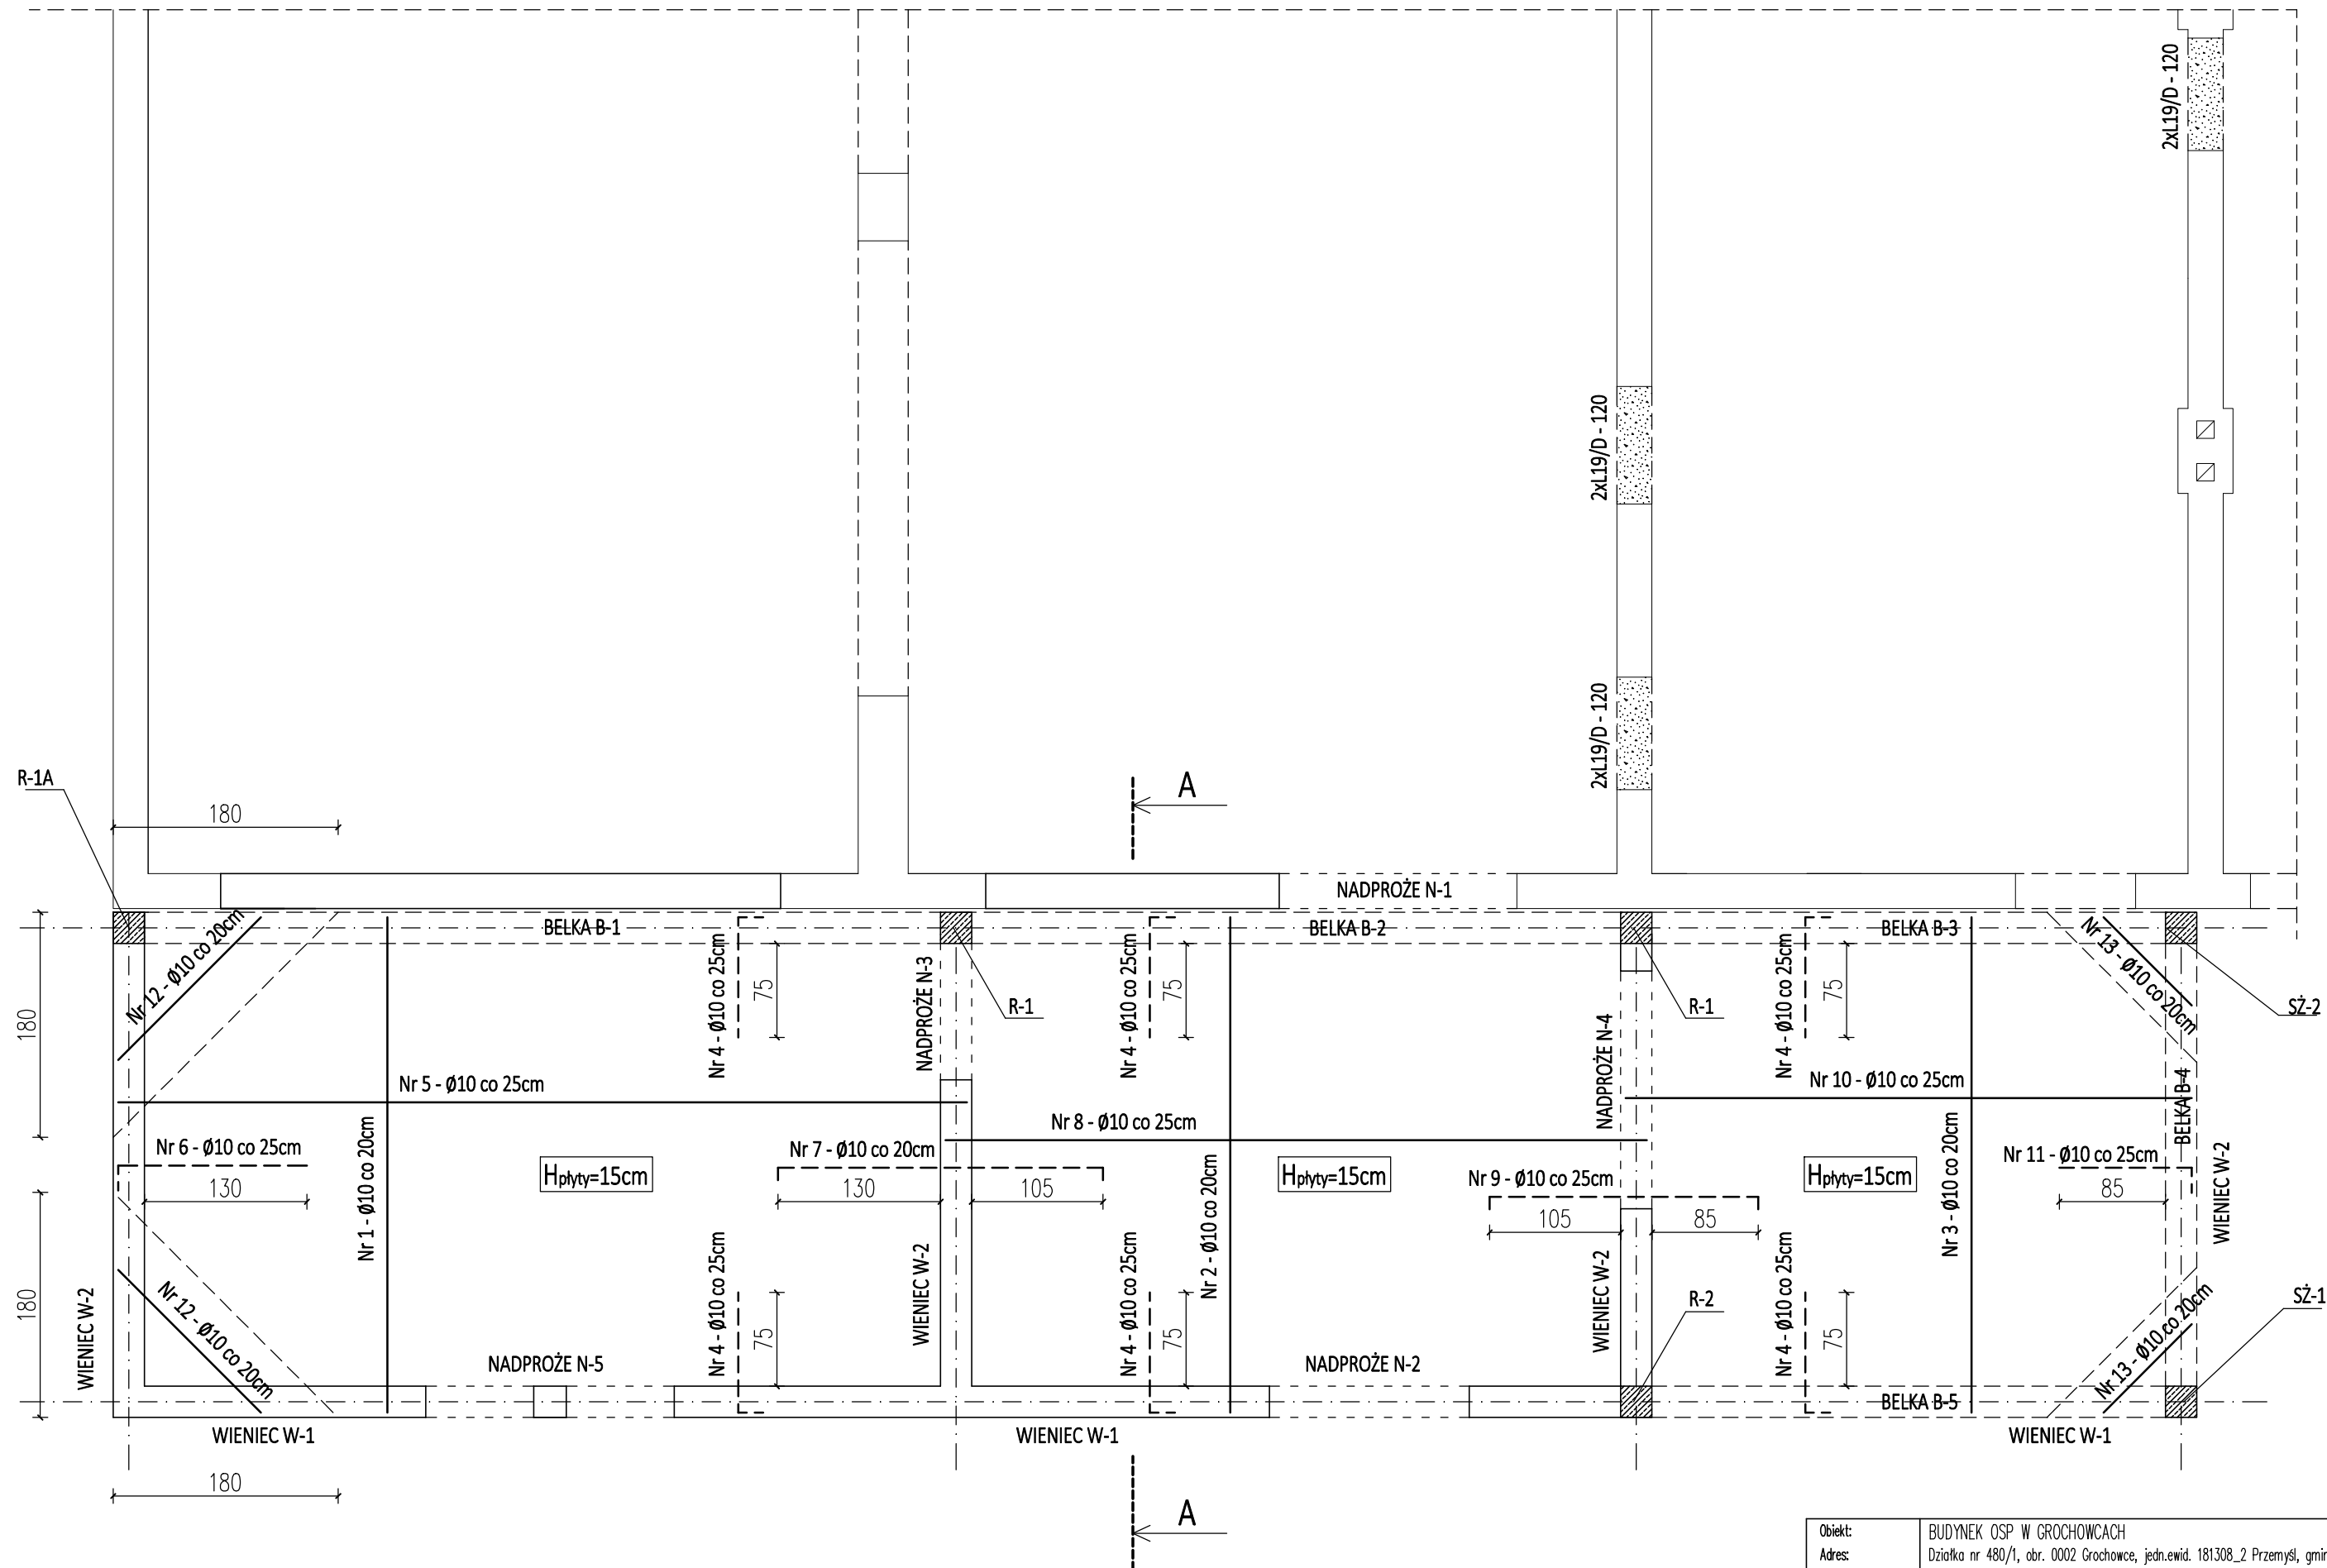 2xL19/D - 120
2xL19/D - 120
2xL19/D - 120
R-1A
180
A
NADPROŻE N-1
BELKA B-1
BELKA B-2
BELKA B-3
Nr 12 - Ø10 co 20cm
Nr 4 - Ø10 co 25cm
75
NADPROŻE N-3
R-1
Nr 4 - Ø10 co 25cm
75
NADPROŻE N-4
R-1
Nr 4 - Ø10 co 25cm
75
Nr 13 - Ø10 co 20cm
SŻ-2
180
Nr 5 - Ø10 co 25cm
Nr 10 - Ø10 co 25cm
BELKA B-4
Nr 8 - Ø10 co 25cm
Nr 6 - Ø10 co 25cm
130
Nr 1 - Ø10 co 20cm
Hpłyty=15cm
Nr 7 - Ø10 co 20cm
130
105
Nr 2 - Ø10 co 20cm
Hpłyty=15cm
Nr 9 - Ø10 co 25cm
105
85
Hpłyty=15cm
Nr 3 - Ø10 co 20cm
Nr 11 - Ø10 co 25cm
85
WIENIEC W-2
180
WIENIEC W-2
Nr 12 - Ø10 co 20cm
NADPROŻE N-5
Nr 4 - Ø10 co 25cm
75
WIENIEC W-2
Nr 4 - Ø10 co 25cm
75
NADPROŻE N-2
WIENIEC W-2
R-2
Nr 4 - Ø10 co 25cm
75
BELKA B-5
Nr 13 - Ø10 co 20cm
SŻ-1
WIENIEC W-1
WIENIEC W-1
WIENIEC W-1
180
A
Obiekt: BUDYNEK OSP W GROCHOWCACH
Adres: Działka nr 480/1, obr. 0002 Grochowce, jedn.ewid. 181308_2 Przemyśl, gmin